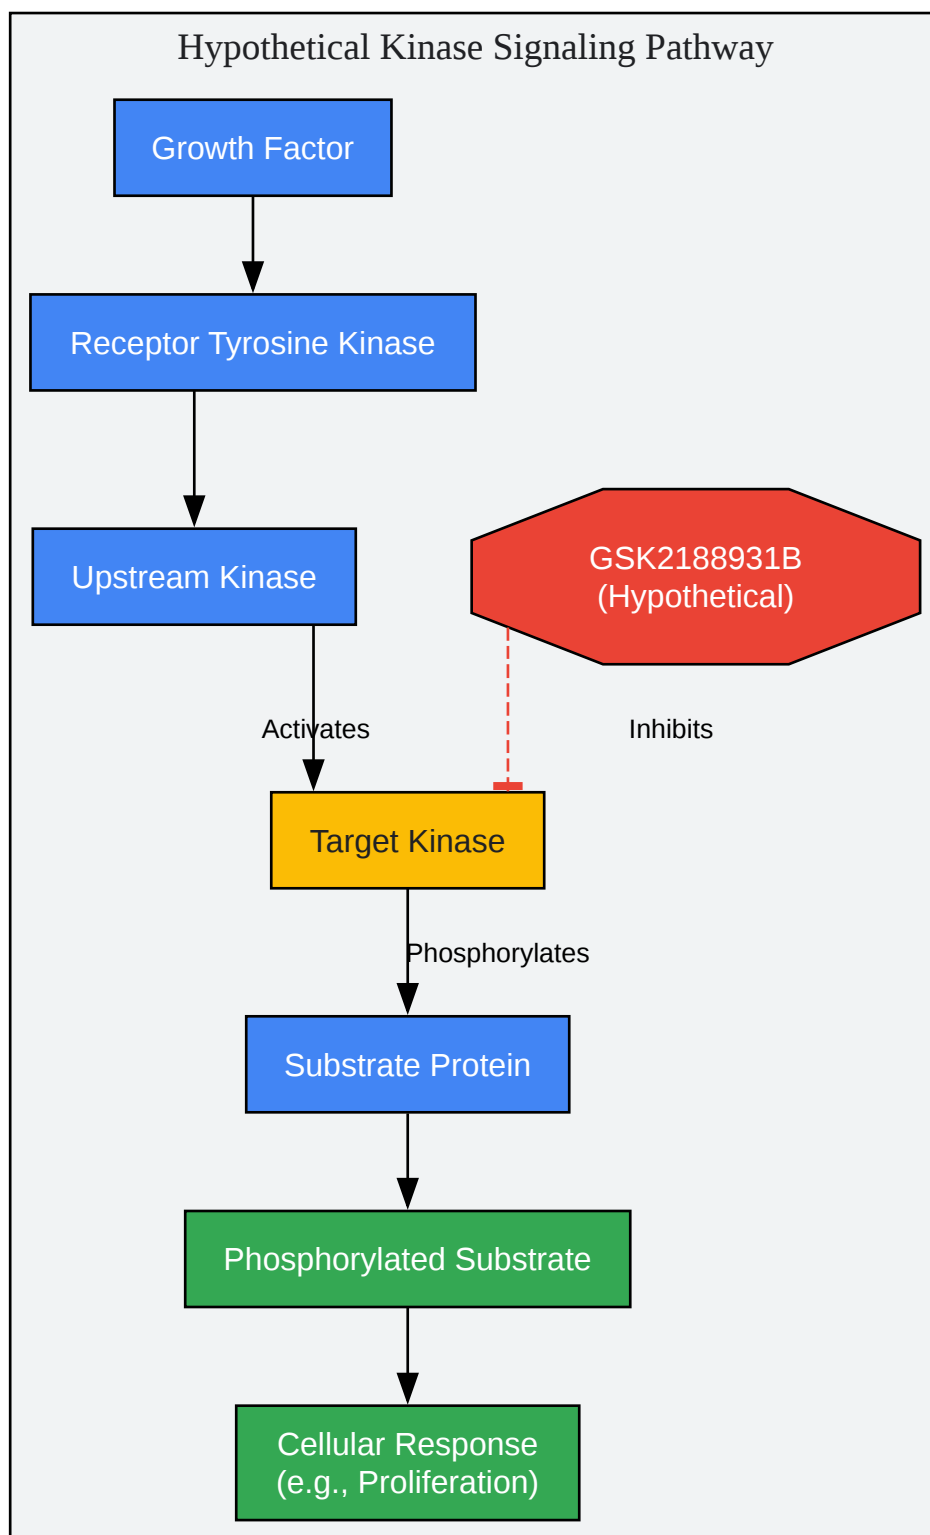 Hypothetical Kinase Signaling Pathway
Growth Factor
Receptor Tyrosine Kinase
Upstream Kinase
GSK2188931B
(Hypothetical)
Activates
Inhibits
Target Kinase
Phosphorylates
Substrate Protein
Phosphorylated Substrate
Cellular Response
(e.g., Proliferation)